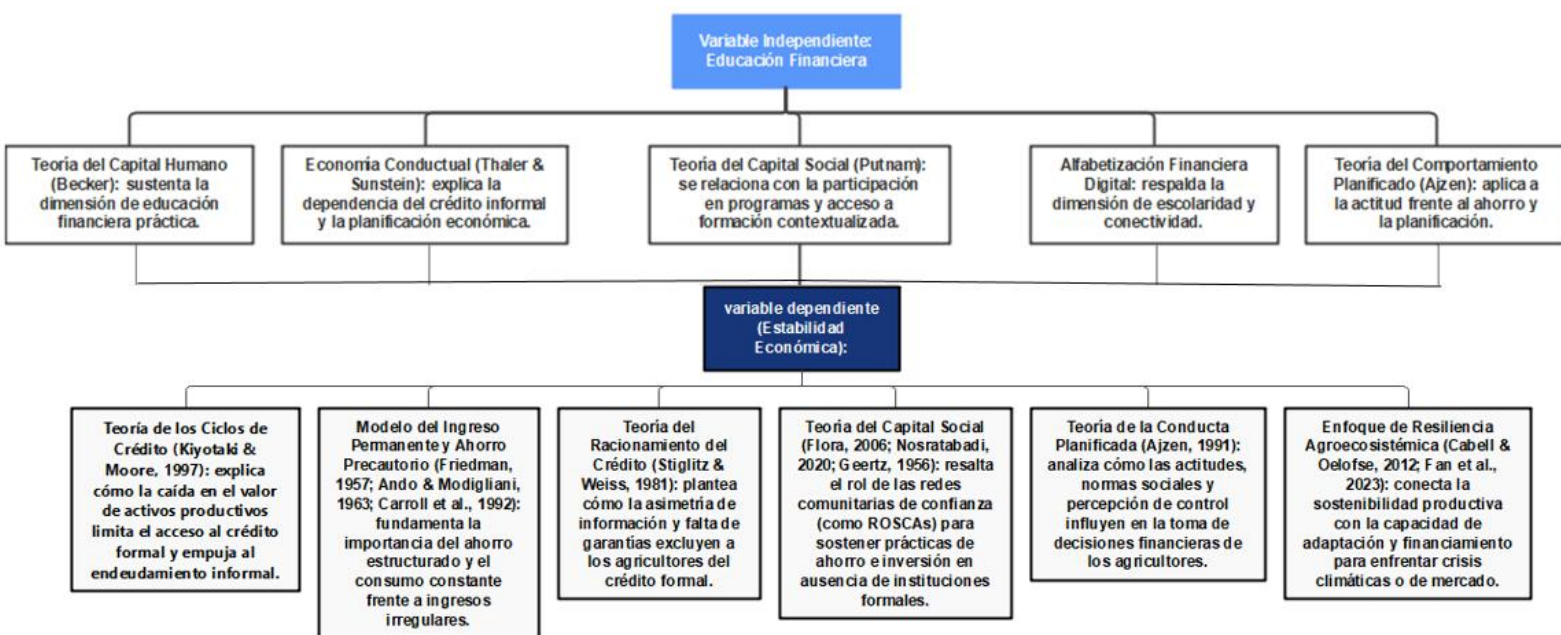 Variable Independiente:
Educación Financiera
Teoría del Capital Humano
(Becker): sustenta la
dimensión de educación
financiera práctica.
Economía Conductual (Thaler &
Sunstein): explica la
dependencia del crédito informal
y la planificación económica.
Teoría del Capital Social (Putnam):
se relaciona con la participación
en programas y acceso a
formación contextualizada.
Alfabetización Financiera
Digital: respalda la
dimensión de escolaridad y
conectividad.
Teoría del Comportamiento
Planificado (Ajzen): aplica a
la actitud frente al ahorro y
la planificación.
variable dependiente
(Estabilidad
Económica):
Teoría de los Ciclos de
Crédito (Kiyotaki &
Moore, 1997): explica
cómo la caída en el valor
de activos productivos
limita el acceso al crédito
formal y empuja al
endeudamiento informal.
Modelo del Ingreso
Permanente y Ahorro
Precautorio (Friedman,
1957; Ando & Modigliani,
1963; Carroll et al., 1992):
fundamenta la
importancia del ahorro
estructurado y el
consumo constante
frente a ingresos
irregulares.
Teoría del
Racionamiento del
Crédito (Stiglitz &
Weiss, 1981): plantea
cómo la asimetría de
información y falta de
garantías excluyen a
los agricultores del
crédito formal.
Teoría del Capital Social
(Flora, 2006; Nosratabadi,
2020; Geertz, 1956): resalta
el rol de las redes
comunitarias de confianza
(como ROSCAs) para
sostener prácticas de
ahorro e inversión en
ausencia de instituciones
formales.
Teoría de la Conducta
Planificada (Ajzen, 1991):
analiza cómo las actitudes,
normas sociales y
percepción de control
influyen en la toma de
decisiones financieras de
los agricultores.
Enfoque de Resiliencia
Agroecosistémica (Cabell &
Oelofse, 2012; Fan et al.,
2023): conecta la
sostenibilidad productiva
con la capacidad de
adaptación y financiamiento
para enfrentar crisis
climáticas o de mercado.